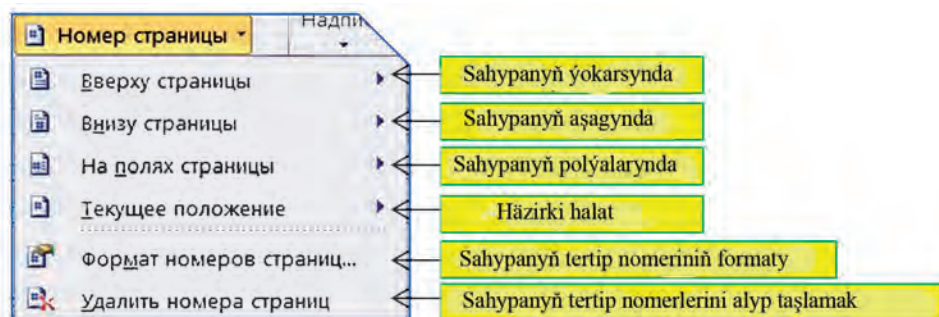 Номер страницы
Надпи
Вверху страницы
Sahypanyň ýokarsynda
Внизу страницы
Sahypanyň aşagynda
На полях страницы
Sahypanyň polýalarynda
Текущее положение
Häzirki halat
Формат номеров страниц...
Sahypanyň tertip nomeriniň formaty
Удалить номера страниц
Sahypanyň tertip nomerlerini alyp taşlamak